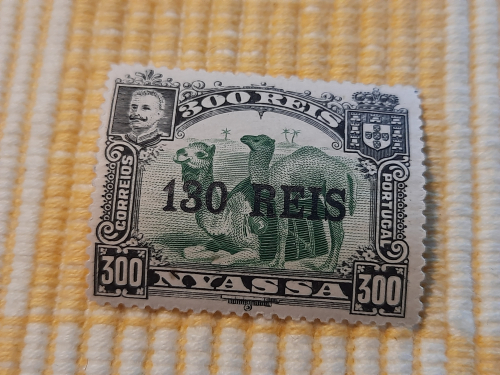 300 REIS
CORREIOS
PORTUGAL
130 REIS
300
NYASSA
300